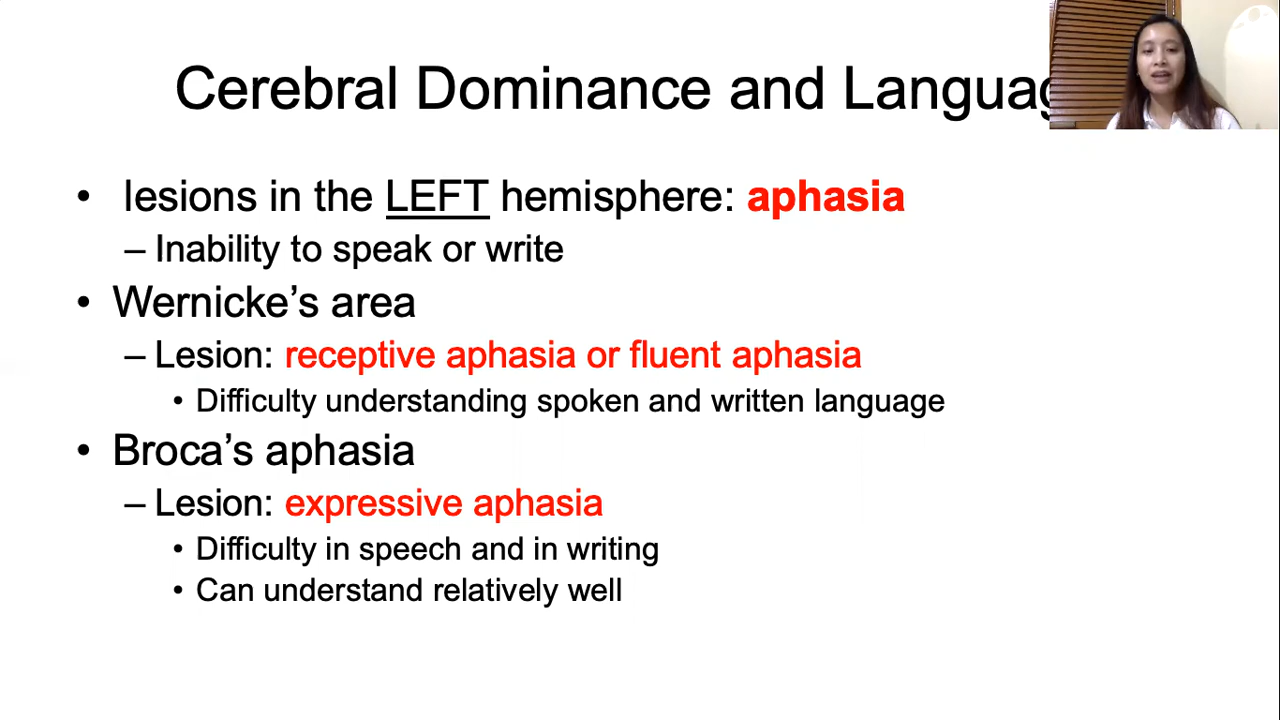 Cerebral Dominance and Languag
• lesions in the LEFT hemisphere: aphasia
– Inability to speak or write
• Wernicke's area
– Lesion: receptive aphasia or fluent aphasia
• Difficulty understanding spoken and written language
• Broca's aphasia
– Lesion: expressive aphasia
• Difficulty in speech and in writing
• Can understand relatively well